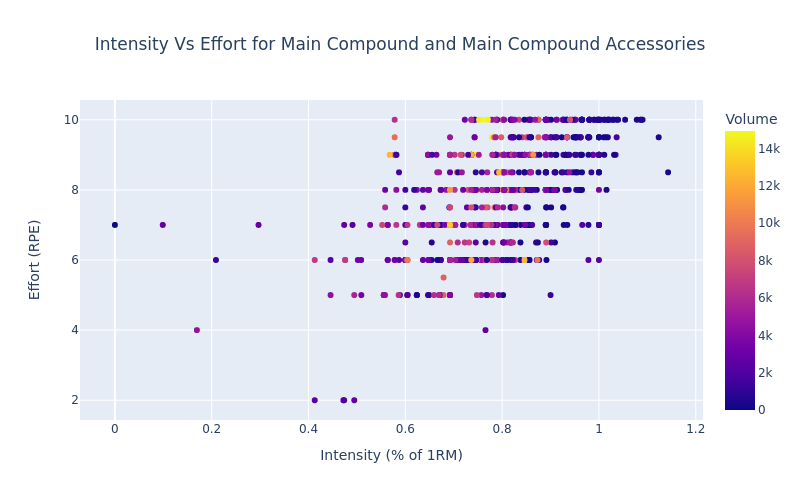 Intensity Vs Effort for Main Compound and Main Compound Accessories
Volume
14k
12k
10k
8k
6k
4k
2k
0
Effort (RPE)
10
8
6
4
2
0
0.2
0.4
0.6
0.8
1
1.2
Intensity (% of 1RM)